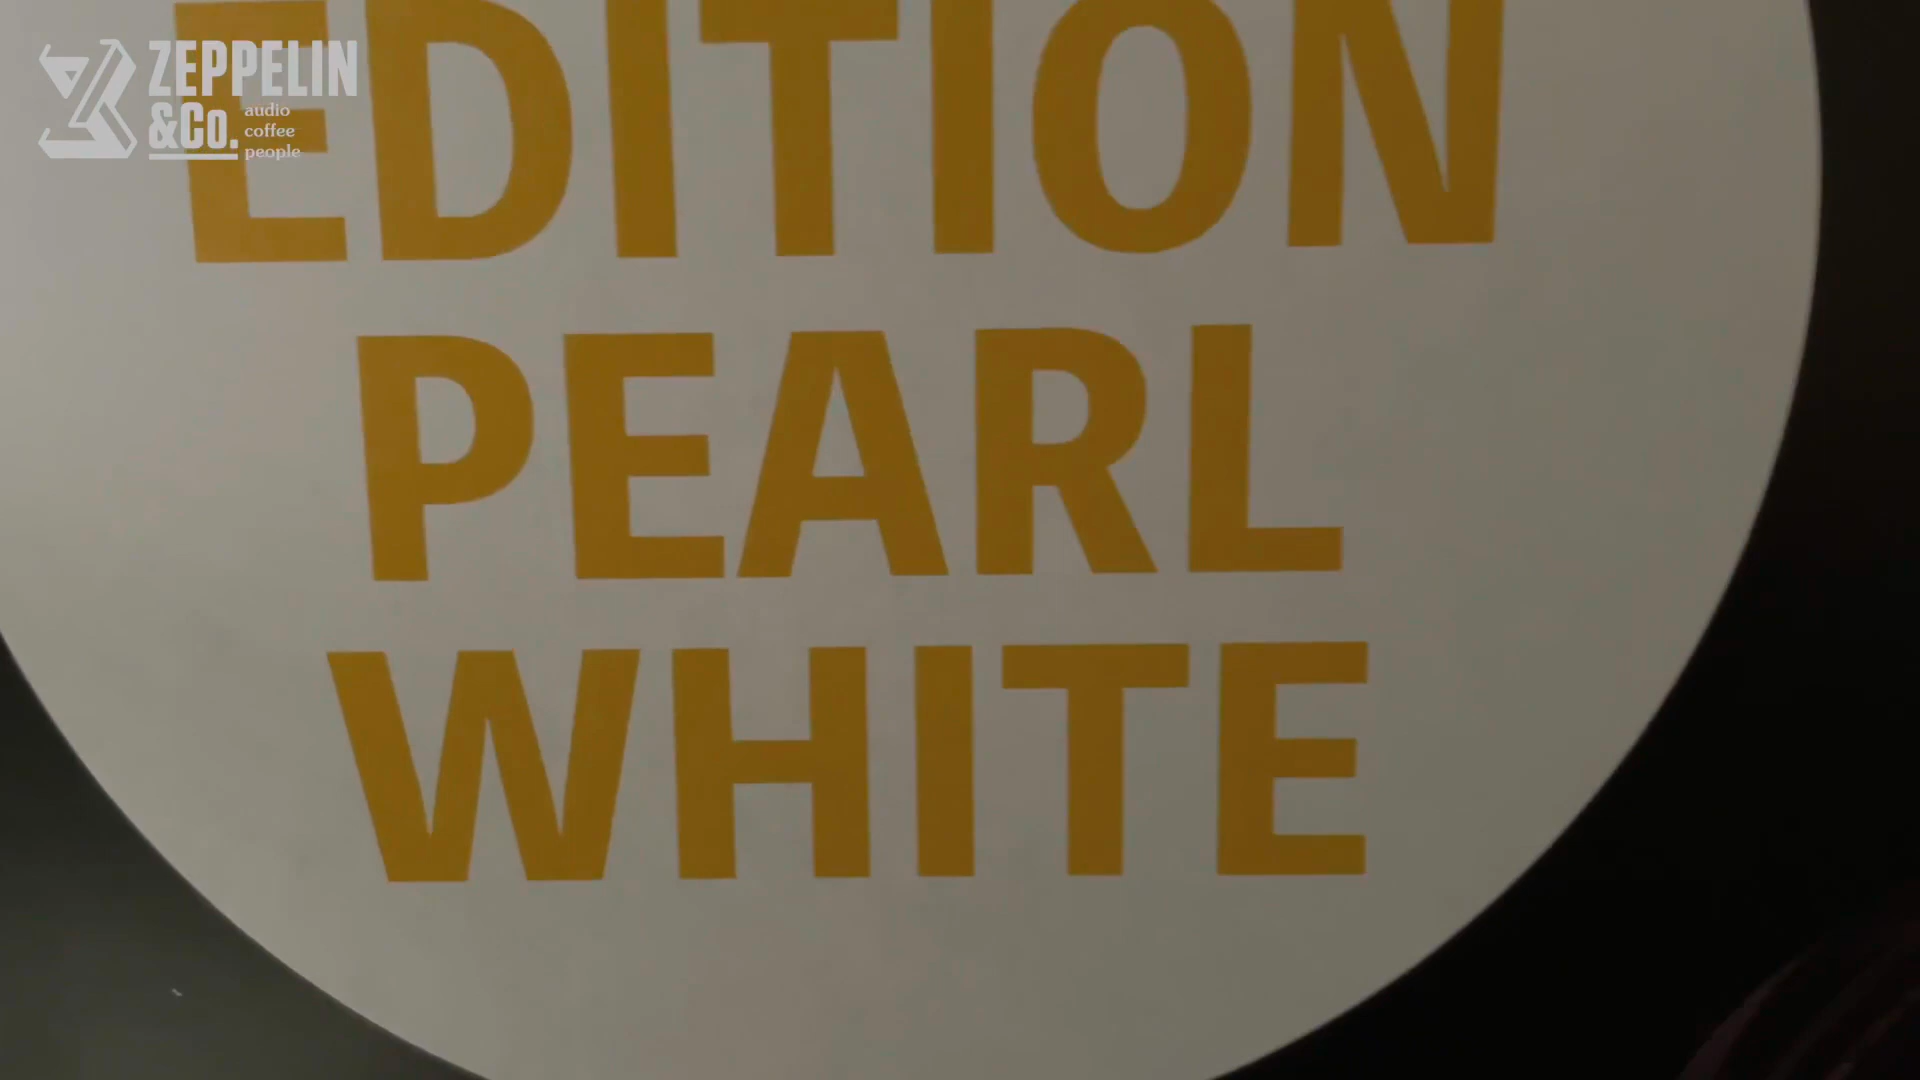 ZEPPELIN
&Co.
audio
coffee
people
EDITION
PEARL
WHITE